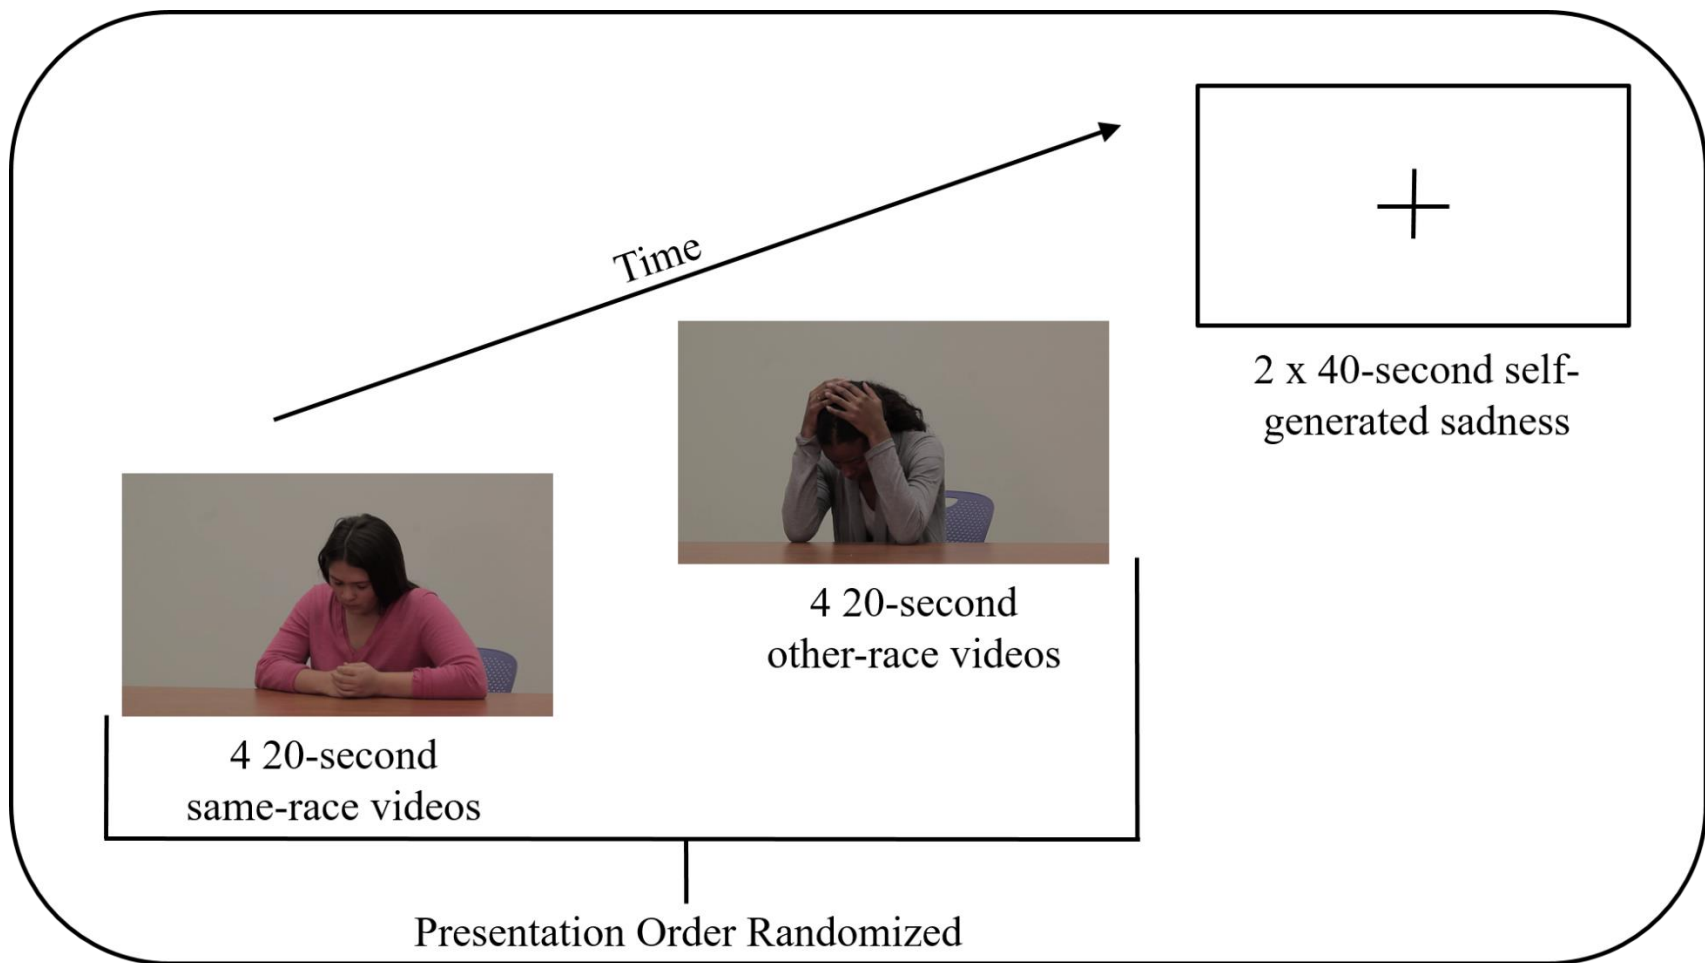 Time
2 x 40-second self-
generated sadness
4 20-second
other-race videos
4 20-second
same-race videos
Presentation Order Randomized